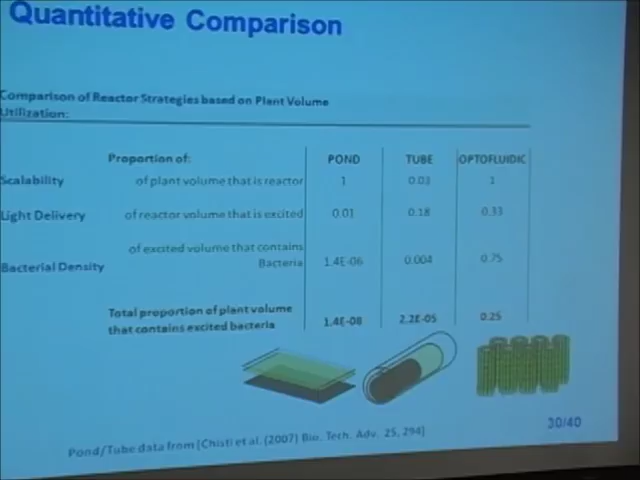 Quantitative Comparison
Comparison of Reactor Strategies based on Plant Volume
Utilization:
Proportion of: POND TUBE OPTOFLUIDIC
Scalability of plant volume that is reactor 1 0.03 1
Light Delivery of reactor volume that is excited 0.01 0.18 0.33
of excited volume that contains
Bacterial Density Bacteria 1.4E-06 0.004 0.75
Total proportion of plant volume
that contains excited bacteria 1.4E-08 2.2E-05 0.25
30/40
Pond/Tube data from [Chisti et al. (2007) Bio. Tech. Adv. 25, 294]